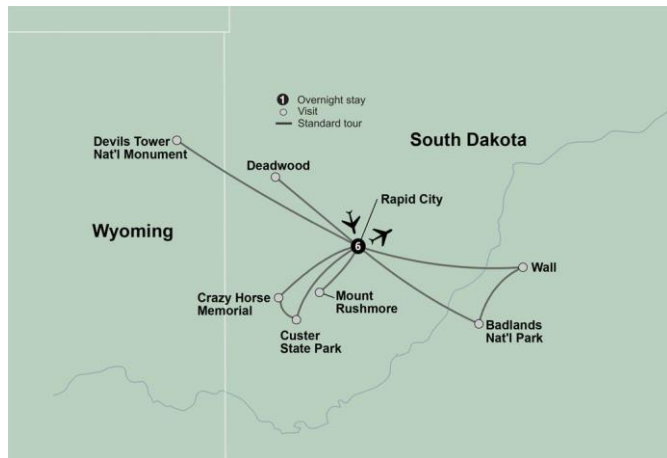 1 Overnight stay
Visit
Standard tour
South Dakota
Devils Tower
Nat'l Monument
Deadwood
Rapid City
Wyoming
6
Wall
Crazy Horse
Memorial
Mount
Rushmore
Custer
State Park
Badlands
Nat'l Park